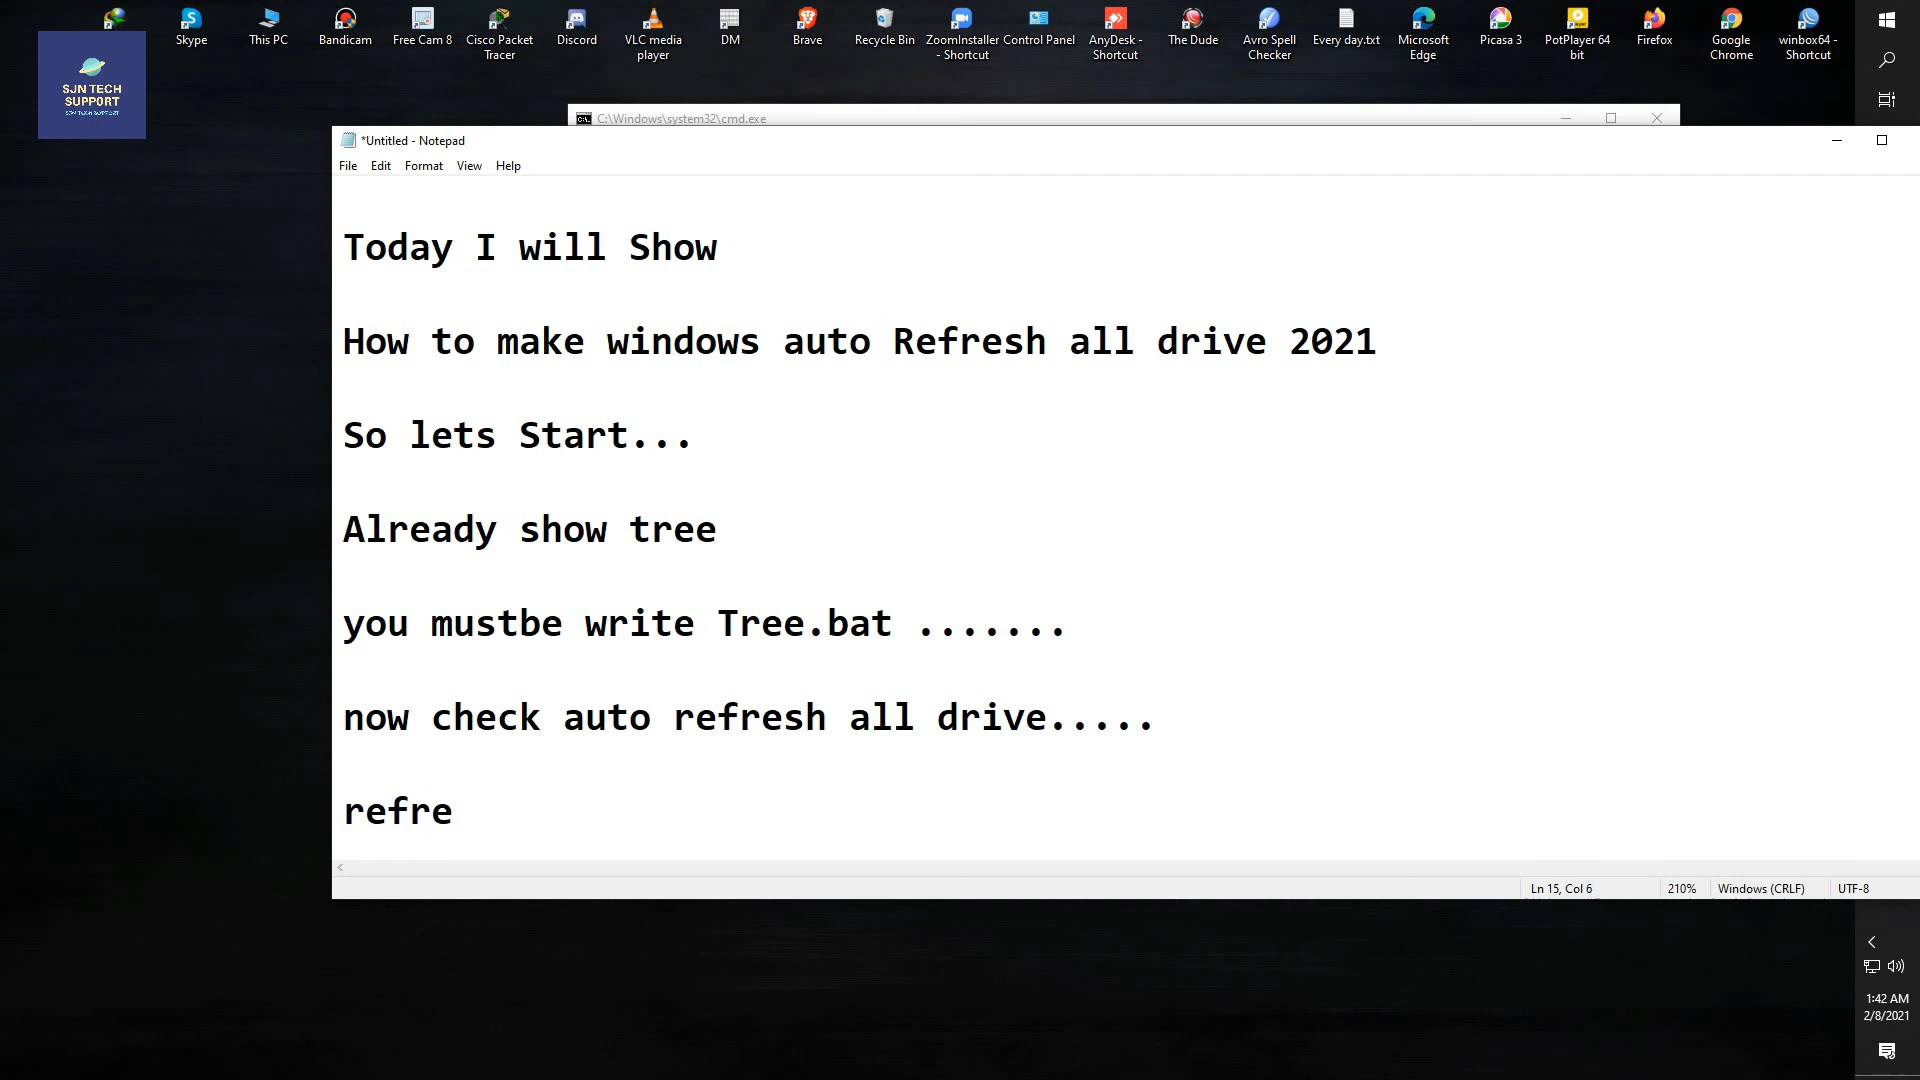 Skype
This PC
Bandicam
Free Cam 8
Cisco Packet
Tracer
Discord
VLC media
player
DM
Brave
Recycle Bin
ZoomInstaller
- Shortcut
Control Panel
AnyDesk -
Shortcut
The Dude
Avro Spell
Checker
Every day.txt
Microsoft
Edge
Picasa 3
PotPlayer 64
bit
Firefox
Google
Chrome
winbox64 -
Shortcut
SJN TECH
SUPPORT
SJN TECH SUPPORT
C:\Windows\system32\cmd.exe
*Untitled - Notepad
File Edit Format View Help
Today I will Show
How to make windows auto Refresh all drive 2021
So lets Start...
Already show tree
you mustbe write Tree.bat .......
now check auto refresh all drive.....
refre
Ln 15, Col 6 210% Windows (CRLF) UTF-8
1:42 AM
2/8/2021